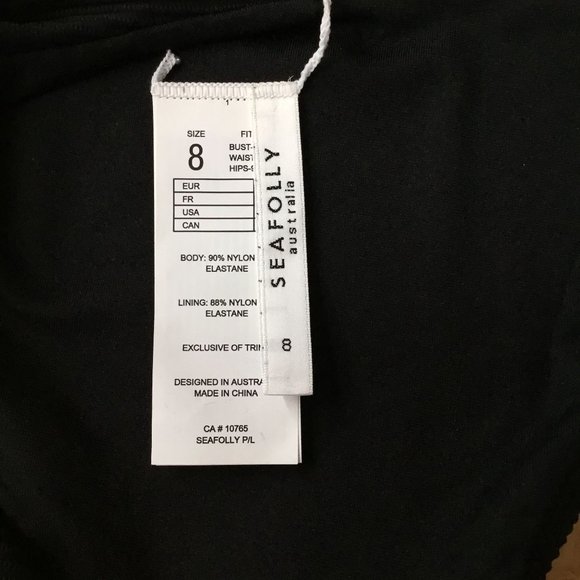 SIZE FIT
8
BUST-
WAIST
HIPS-
EUR
FR
USA
CAN
BODY: 90% NYLON
ELASTANE
LINING: 88% NYLON
ELASTANE
EXCLUSIVE OF TRI
DESIGNED IN AUSTRA
MADE IN CHINA
CA # 10765
SEAFOLLY P/L
SEAFOLLY
australia
8